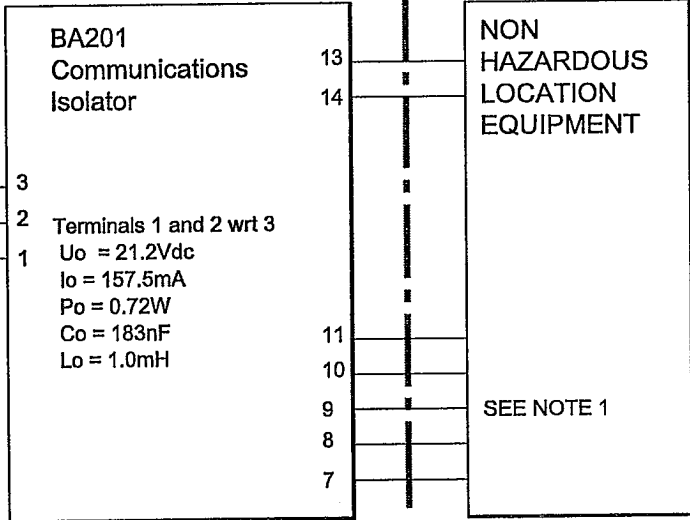 BA201
Communications
Isolator
13
14
3
2
1
Terminals 1 and 2 wrt 3
Uo = 21.2Vdc
Io = 157.5mA
Po = 0.72W
Co = 183nF
Lo = 1.0mH
11
10
9
8
7
NON
HAZARDOUS
LOCATION
EQUIPMENT
SEE NOTE 1